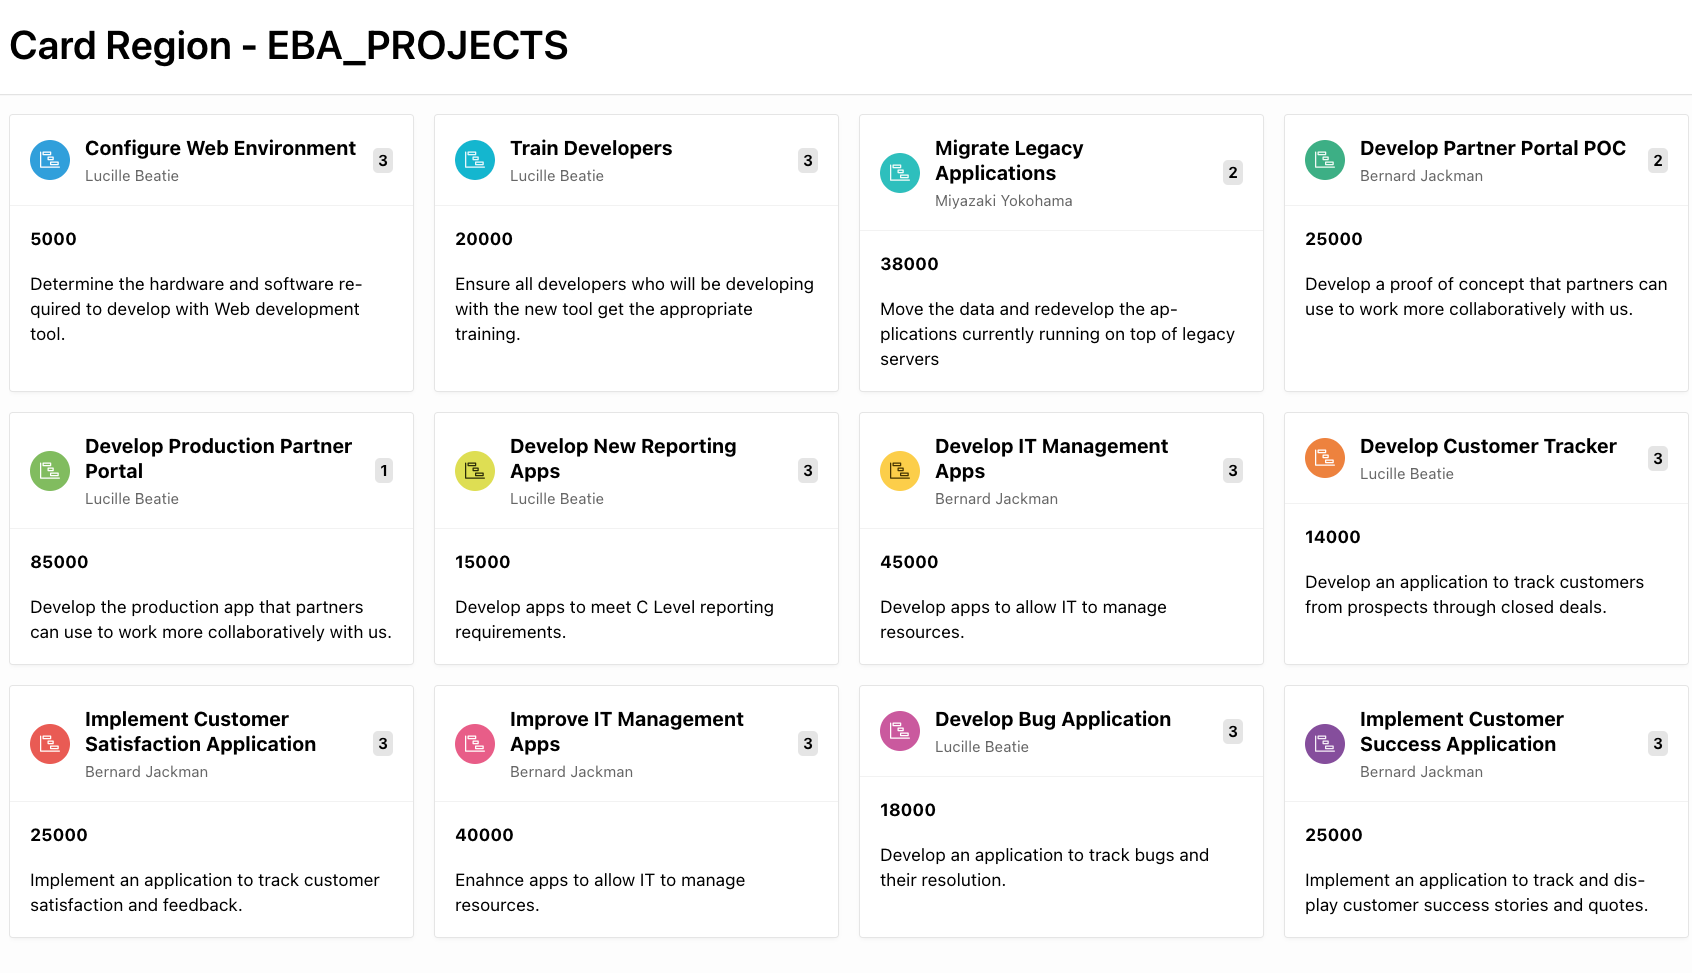 Card Region - EBA_PROJECTS
Configure Web Environment
Lucille Beatie
3
5000
Determine the hardware and software re-
quired to develop with Web development
tool.
Train Developers
Lucille Beatie
3
20000
Ensure all developers who will be developing
with the new tool get the appropriate
training.
Migrate Legacy
Applications
Miyazaki Yokohama
2
38000
Move the data and redevelop the ap-
plications currently running on top of legacy
servers
Develop Partner Portal POC
Bernard Jackman
2
25000
Develop a proof of concept that partners can
use to work more collaboratively with us.
Develop Production Partner
Portal
Lucille Beatie
1
85000
Develop the production app that partners
can use to work more collaboratively with us.
Develop New Reporting
Apps
Lucille Beatie
3
15000
Develop apps to meet C Level reporting
requirements.
Develop IT Management
Apps
Bernard Jackman
3
45000
Develop apps to allow IT to manage
resources.
Develop Customer Tracker
Lucille Beatie
3
14000
Develop an application to track customers
from prospects through closed deals.
Implement Customer
Satisfaction Application
Bernard Jackman
3
25000
Implement an application to track customer
satisfaction and feedback.
Improve IT Management
Apps
Bernard Jackman
3
40000
Enahnce apps to allow IT to manage
resources.
Develop Bug Application
Lucille Beatie
3
18000
Develop an application to track bugs and
their resolution.
Implement Customer
Success Application
Bernard Jackman
3
25000
Implement an application to track and dis-
play customer success stories and quotes.